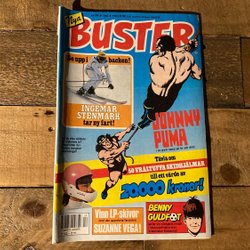 Nya
BUSTER
Se upp i backen!
INGEMAR
STENMARK
tar ny fart!
JOHNNY
PUMA
Tävla om
50 VRÅLTUFFA SKIDHJÄLMAR
till ett värde av
20.000 kronor!
Vinn LP-skivor
SUZANNE VEGA!
BENNY
GULDFOT